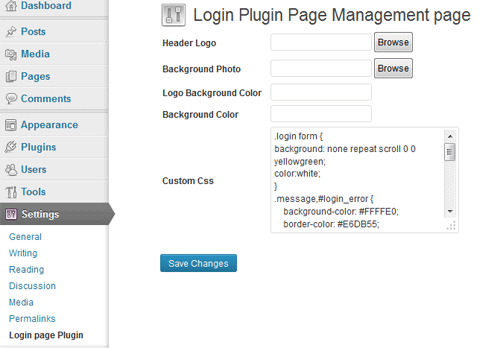 Dashboard
Posts
Media
Pages
Comments
Appearance
Plugins
Users
Tools
Settings
General
Writing
Reading
Discussion
Media
Permalinks
Login page Plugin
Login Plugin Page Management page
Header Logo
Browse
Background Photo
Browse
Logo Background Color
Background Color
Custom Css
.login form {
background: none repeat scroll 0 0
yellowgreen;
color:white;
}
.message,#login_error {
background-color: #FFFFE0;
border-color: #E6DB55;
Save Changes